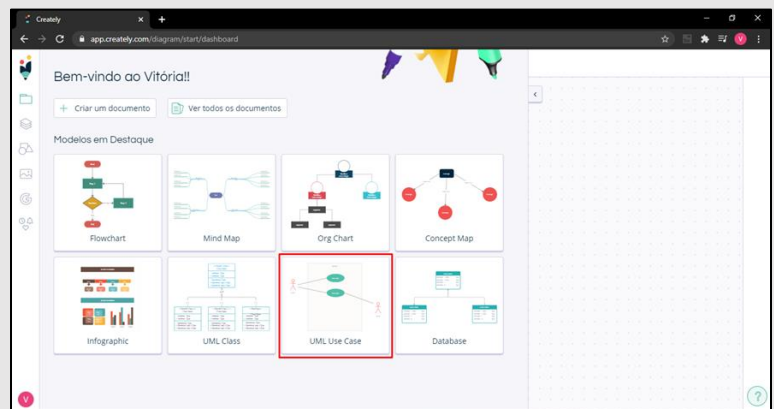 Creately
app.creately.com/diagram/start/dashboard
V
Bem-vindo ao Vitória!!
+ Criar um documento
Ver todos os documentos
Modelos em Destaque
Flowchart
Mind Map
Org Chart
Concept Map
Infographic
UML Class
UML Use Case
Database
V
?